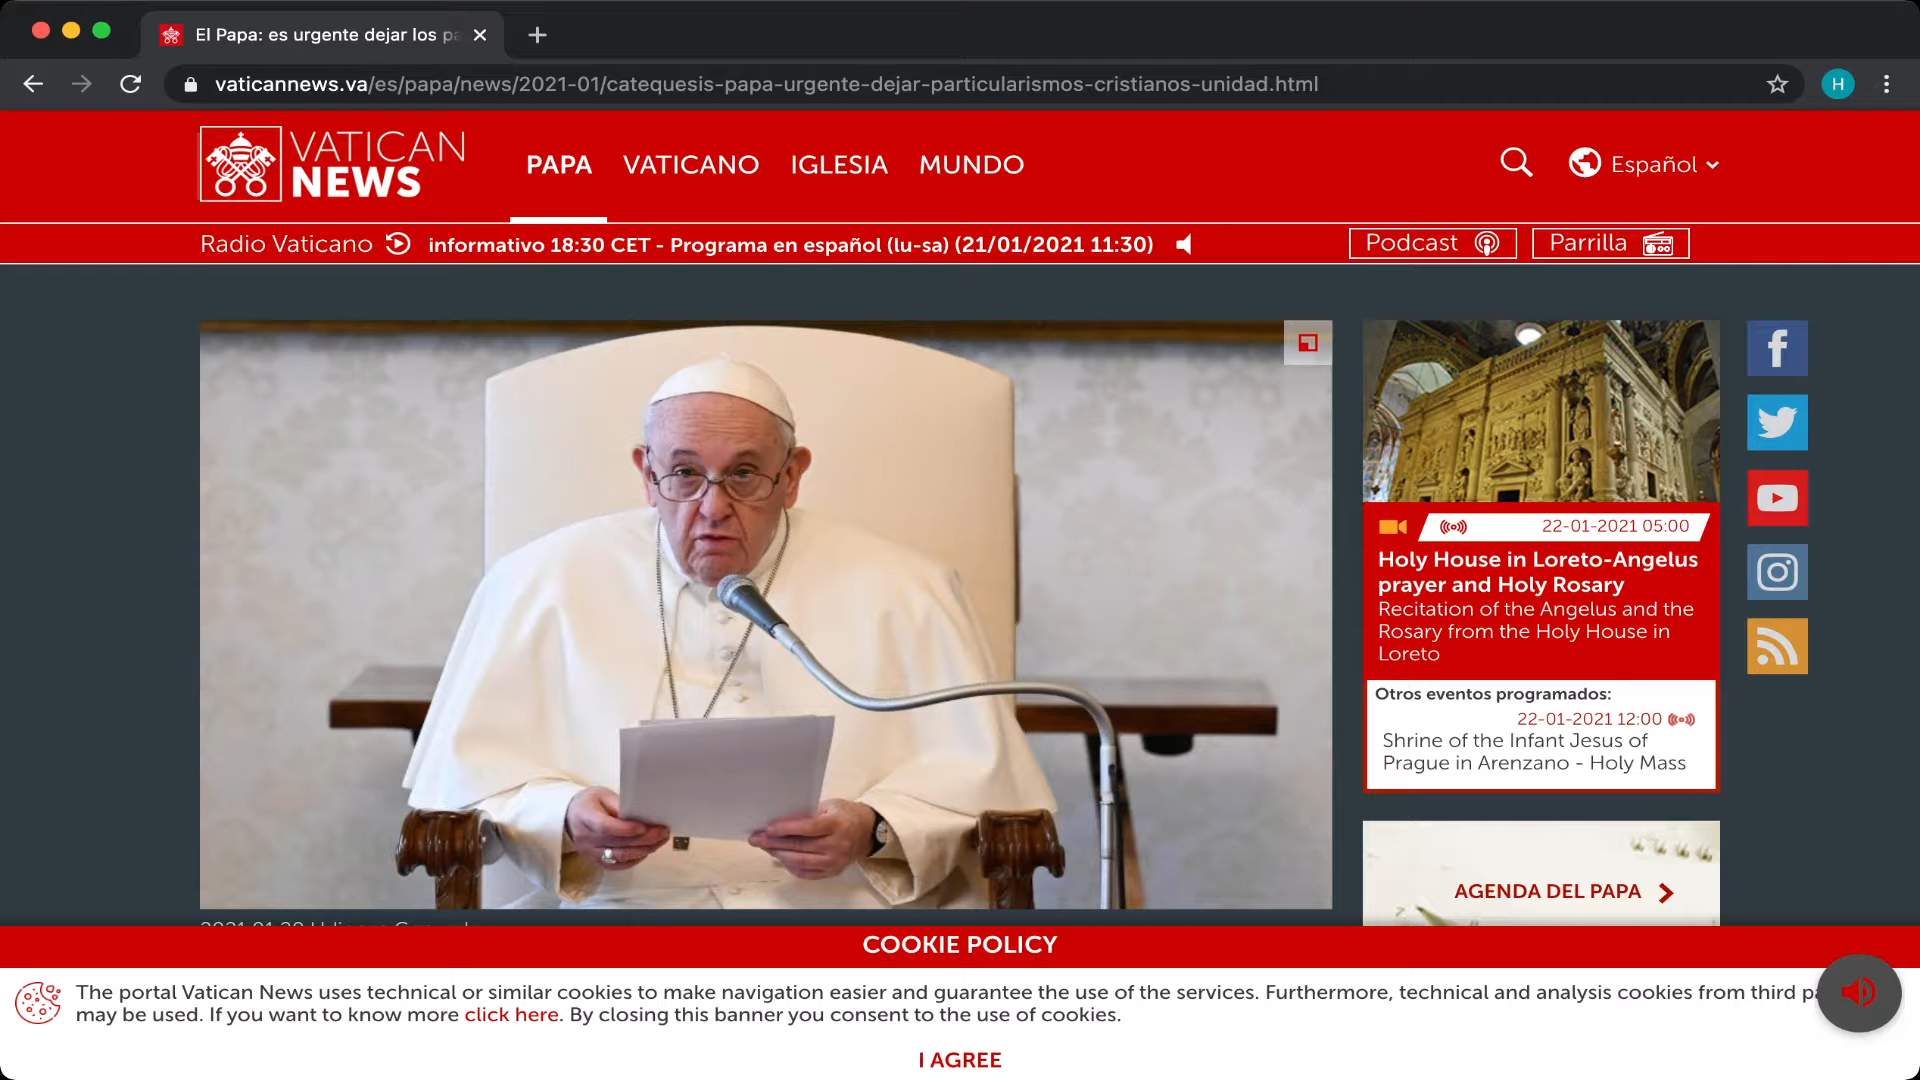 El Papa: es urgente dejar los pa
vaticannews.va/es/papa/news/2021-01/catequesis-papa-urgente-dejar-particularismos-cristianos-unidad.html
H
VATICAN
NEWS
PAPA VATICANO IGLESIA MUNDO
Español
Radio Vaticano informativo 18:30 CET - Programa en español (lu-sa) (21/01/2021 11:30)
Podcast
Parrilla
22-01-2021 05:00
Holy House in Loreto-Angelus
prayer and Holy Rosary
Recitation of the Angelus and the
Rosary from the Holy House in
Loreto
Otros eventos programados:
22-01-2021 12:00
Shrine of the Infant Jesus of
Prague in Arenzano - Holy Mass
AGENDA DEL PAPA
COOKIE POLICY
The portal Vatican News uses technical or similar cookies to make navigation easier and guarantee the use of the services. Furthermore, technical and analysis cookies from third
may be used. If you want to know more click here. By closing this banner you consent to the use of cookies.
I AGREE